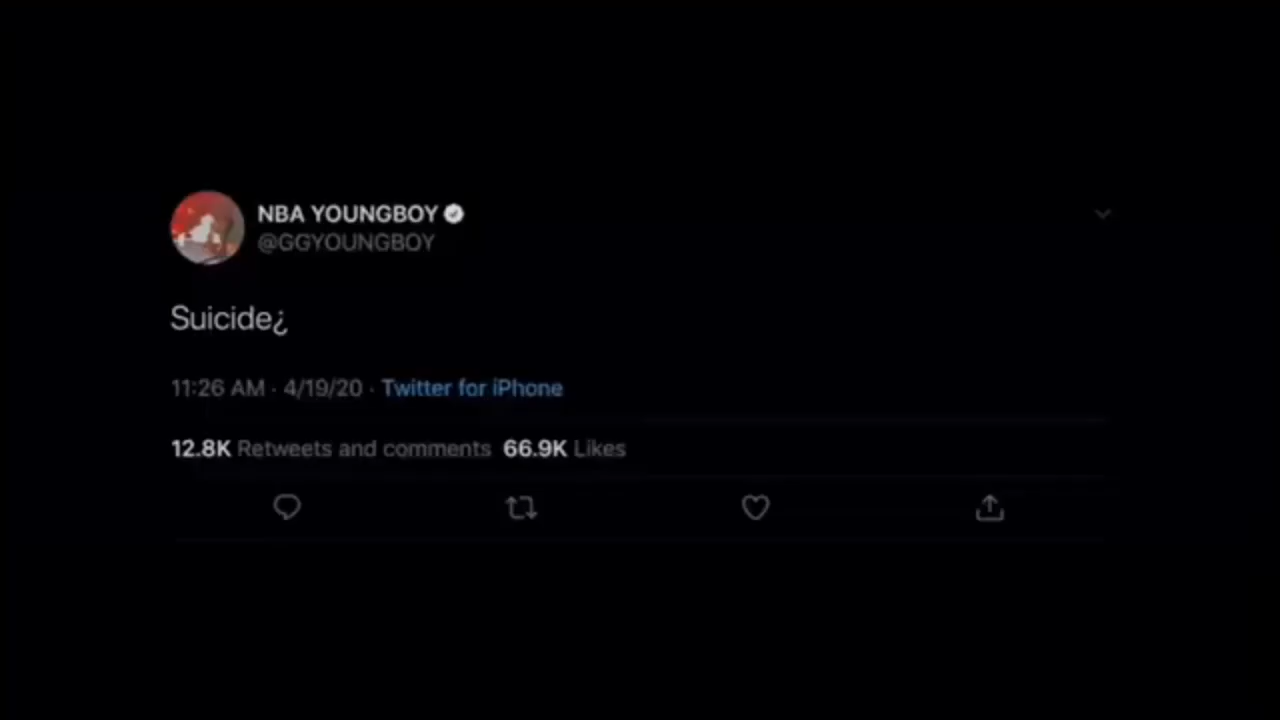 NBA YOUNGBOY
@GGYOUNGBOY
Suicide¿
11:26 AM · 4/19/20 · Twitter for iPhone
12.8K Retweets and comments 66.9K Likes